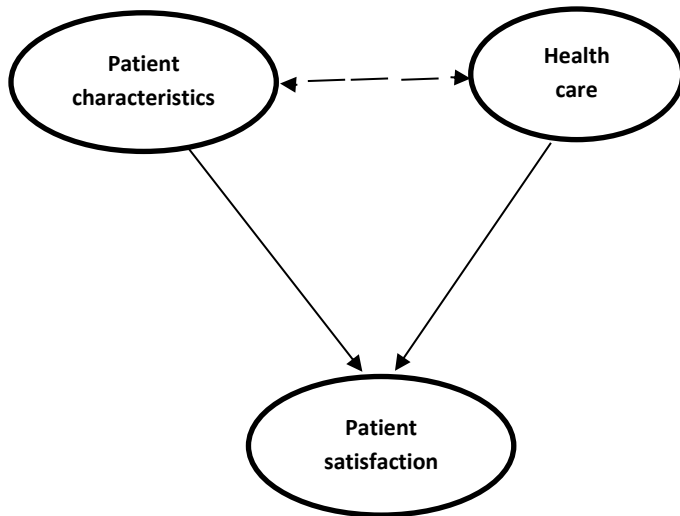 Patient
characteristics
Health
care
Patient
satisfaction